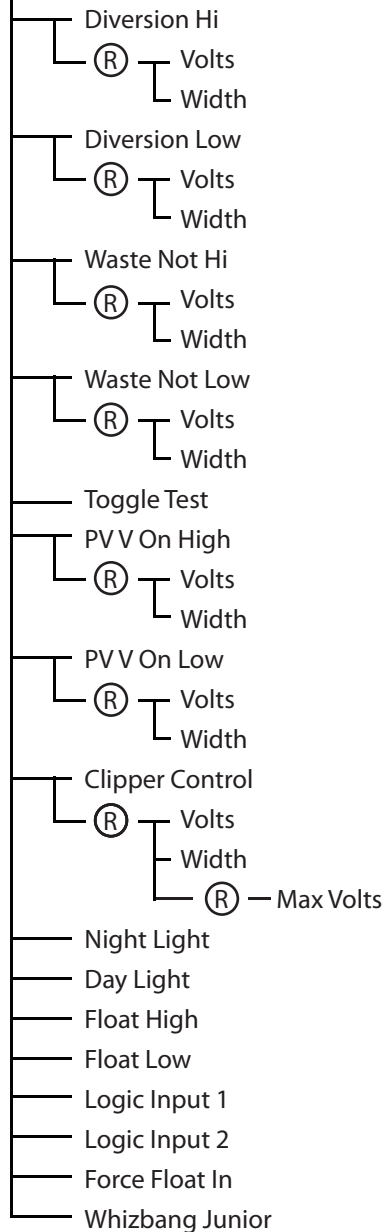 Diversion Hi
R Volts
Width
Diversion Low
R Volts
Width
Waste Not Hi
R Volts
Width
Waste Not Low
R Volts
Width
Toggle Test
PV V On High
R Volts
Width
PV V On Low
R Volts
Width
Clipper Control
R Volts
Width
R Max Volts
Night Light
Day Light
Float High
Float Low
Logic Input 1
Logic Input 2
Force Float In
Whizbang Junior